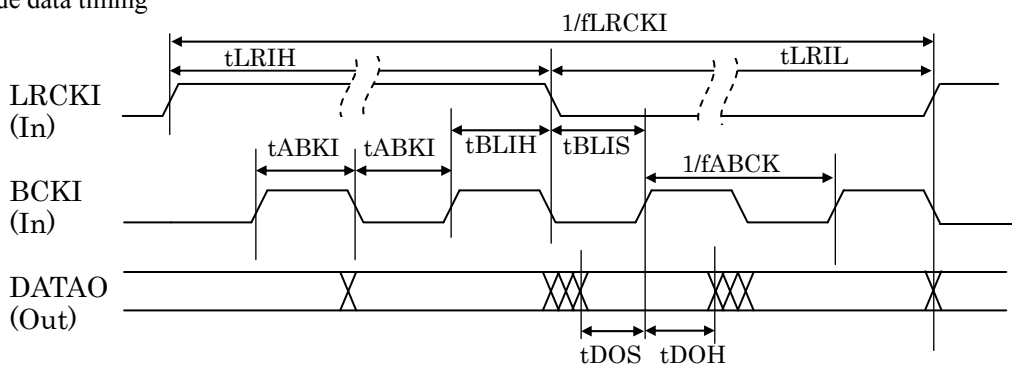 data timing
1/fLRCKI
tLRIH
tLRIL
LRCKI
(In)
tBLIH
tBLIS
tABKI
tABKI
1/fABCK
BCKI
(In)
DATAO
(Out)
tDOS
tDOH